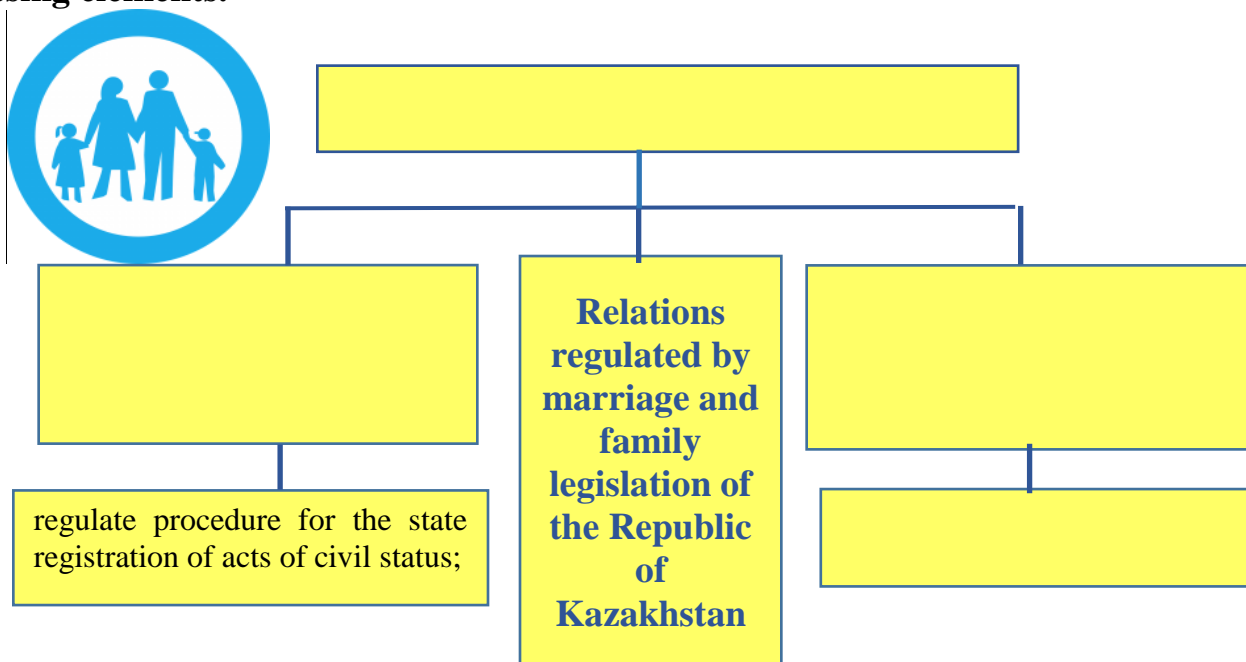 elements.
Relations
regulated by
marriage and
family
legislation of
the Republic
of
Kazakhstan
regulate procedure for the state
registration of acts of civil status;